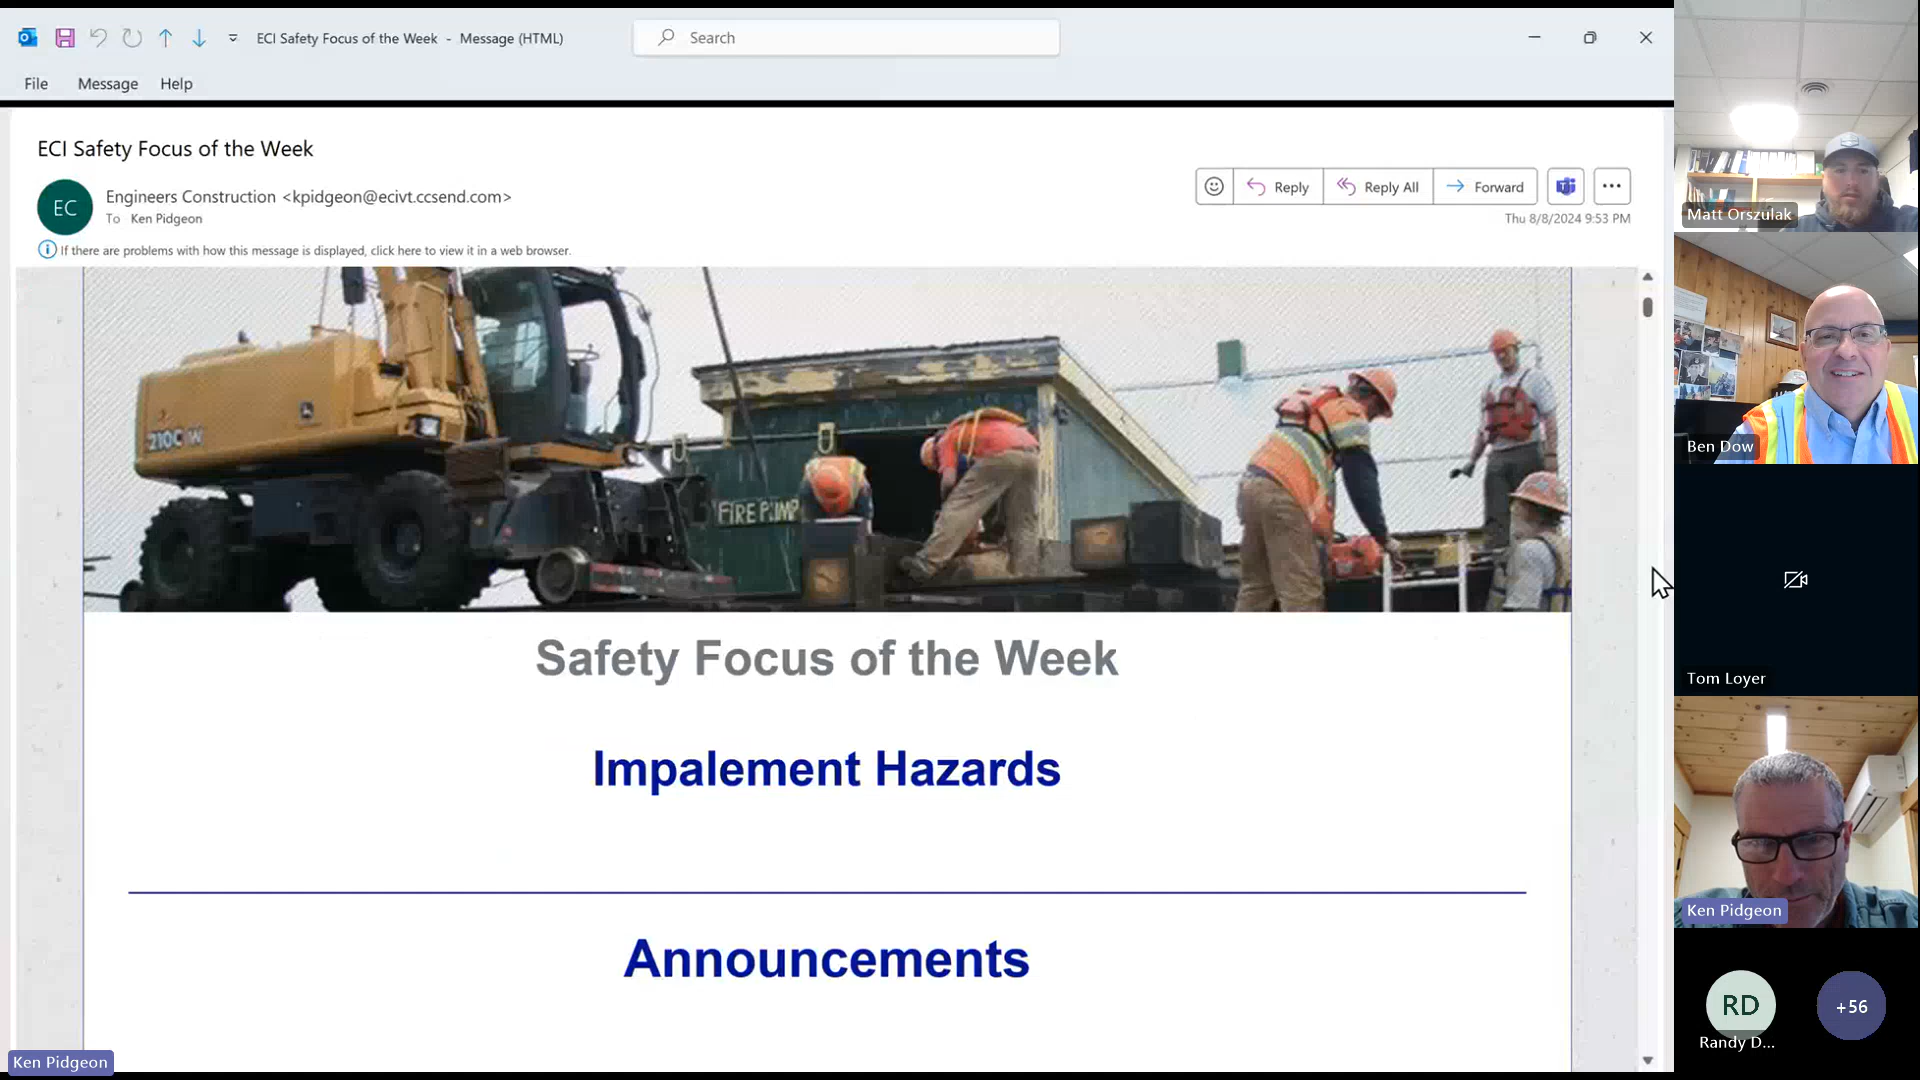 ECI Safety Focus of the Week - Message (HTML)
Search
File Message Help
ECI Safety Focus of the Week
EC
Engineers Construction <kpidgeon@ecivt.ccsend.com>
To Ken Pidgeon
Reply
Reply All
Forward
Thu 8/8/2024 9:53 PM
If there are problems with how this message is displayed, click here to view it in a web browser.
210C W
FIRE PUMP
Safety Focus of the Week
Impalement Hazards
Announcements
Ken Pidgeon
Matt Orszulak
Ben Dow
Tom Loyer
Ken Pidgeon
RD
Randy D...
+56